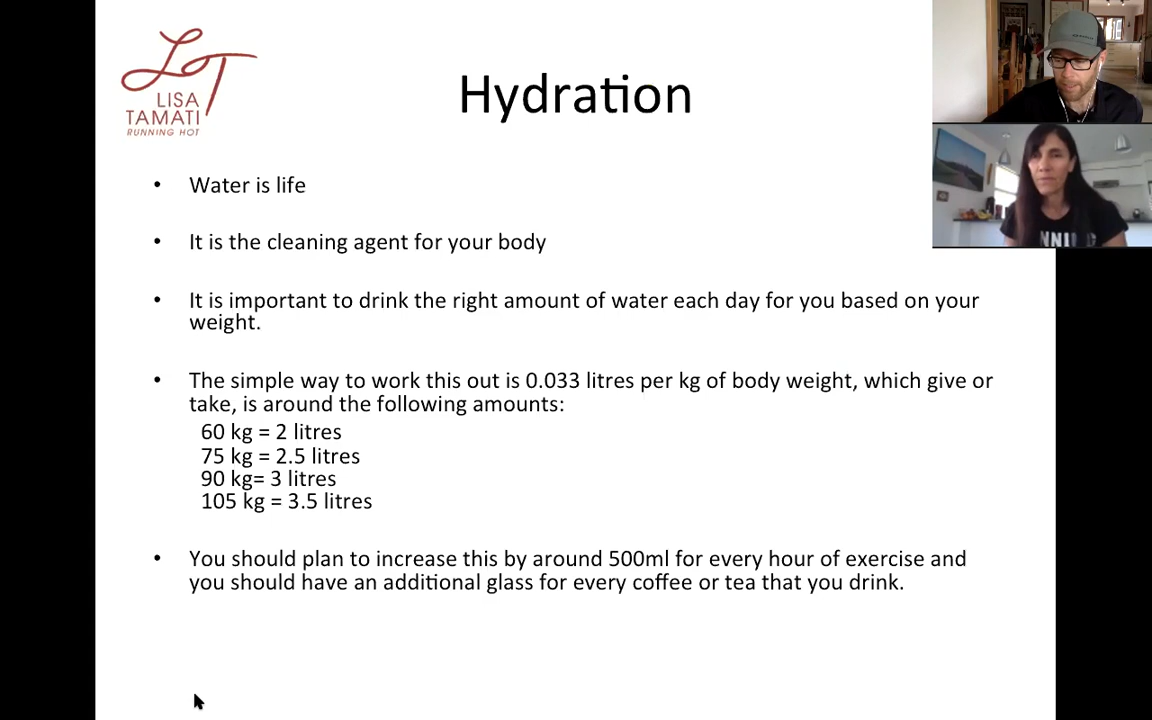 LT
LISA
TAMATI
RUNNING HOT
Hydration
• Water is life
• It is the cleaning agent for your body
• It is important to drink the right amount of water each day for you based on your
weight.
• The simple way to work this out is 0.033 litres per kg of body weight, which give or
take, is around the following amounts:
60 kg = 2 litres
75 kg = 2.5 litres
90 kg= 3 litres
105 kg = 3.5 litres
• You should plan to increase this by around 500ml for every hour of exercise and
you should have an additional glass for every coffee or tea that you drink.